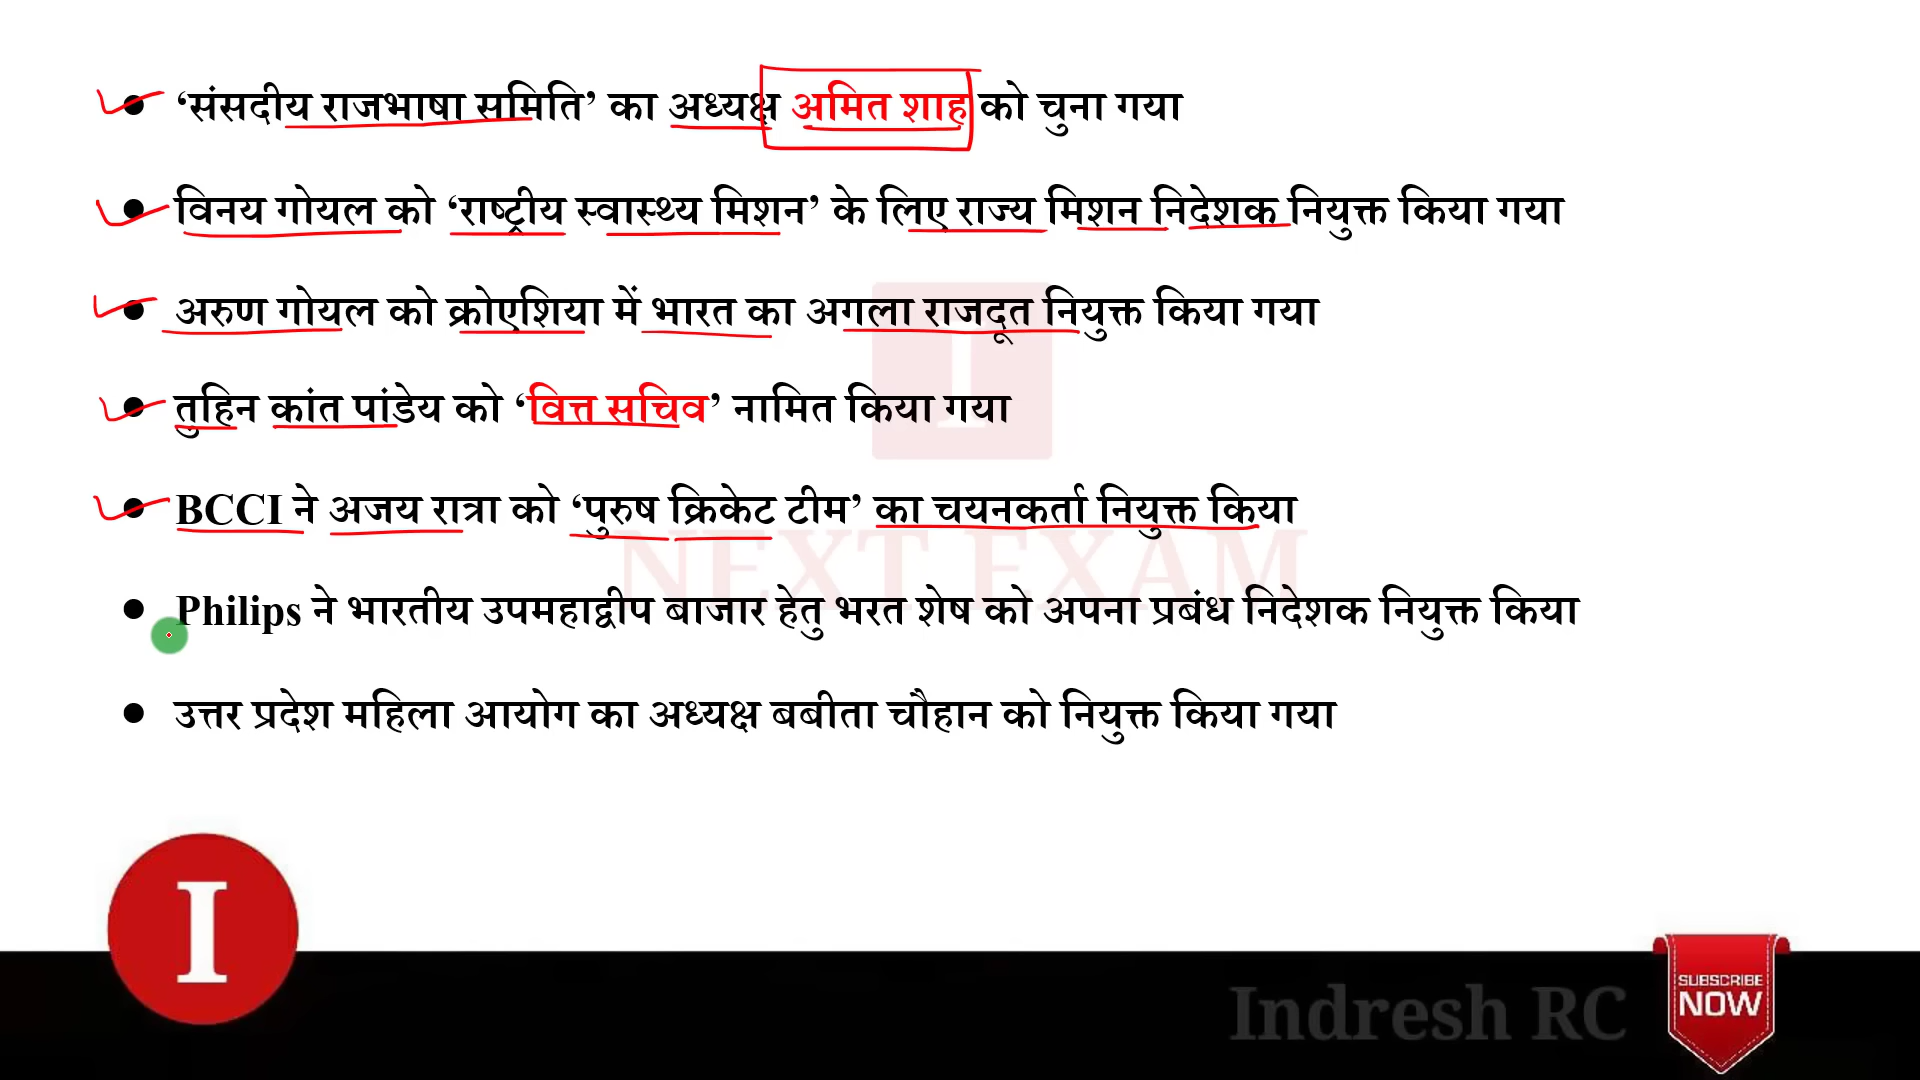 • ‘संसदीय राजभाषा समिति’ का अध्यक्ष अमित शाह को चुना गया
• विनय गोयल को ‘राष्ट्रीय स्वास्थ्य मिशन’ के लिए राज्य मिशन निदेशक नियुक्त किया गया
• अरुण गोयल को क्रोएशिया में भारत का अगला राजदूत नियुक्त किया गया
• तुहिन कांत पांडेय को ‘वित्त सचिव’ नामित किया गया
• BCCI ने अजय रात्रा को ‘पुरुष क्रिकेट टीम’ का चयनकर्ता नियुक्त किया
• Philips ने भारतीय उपमहाद्वीप बाजार हेतु भरत शेष को अपना प्रबंध निदेशक नियुक्त किया
• उत्तर प्रदेश महिला आयोग का अध्यक्ष बबीता चौहान को नियुक्त किया गया
I
NEXT EXAM
I
Indresh RC
SUBSCRIBE
NOW